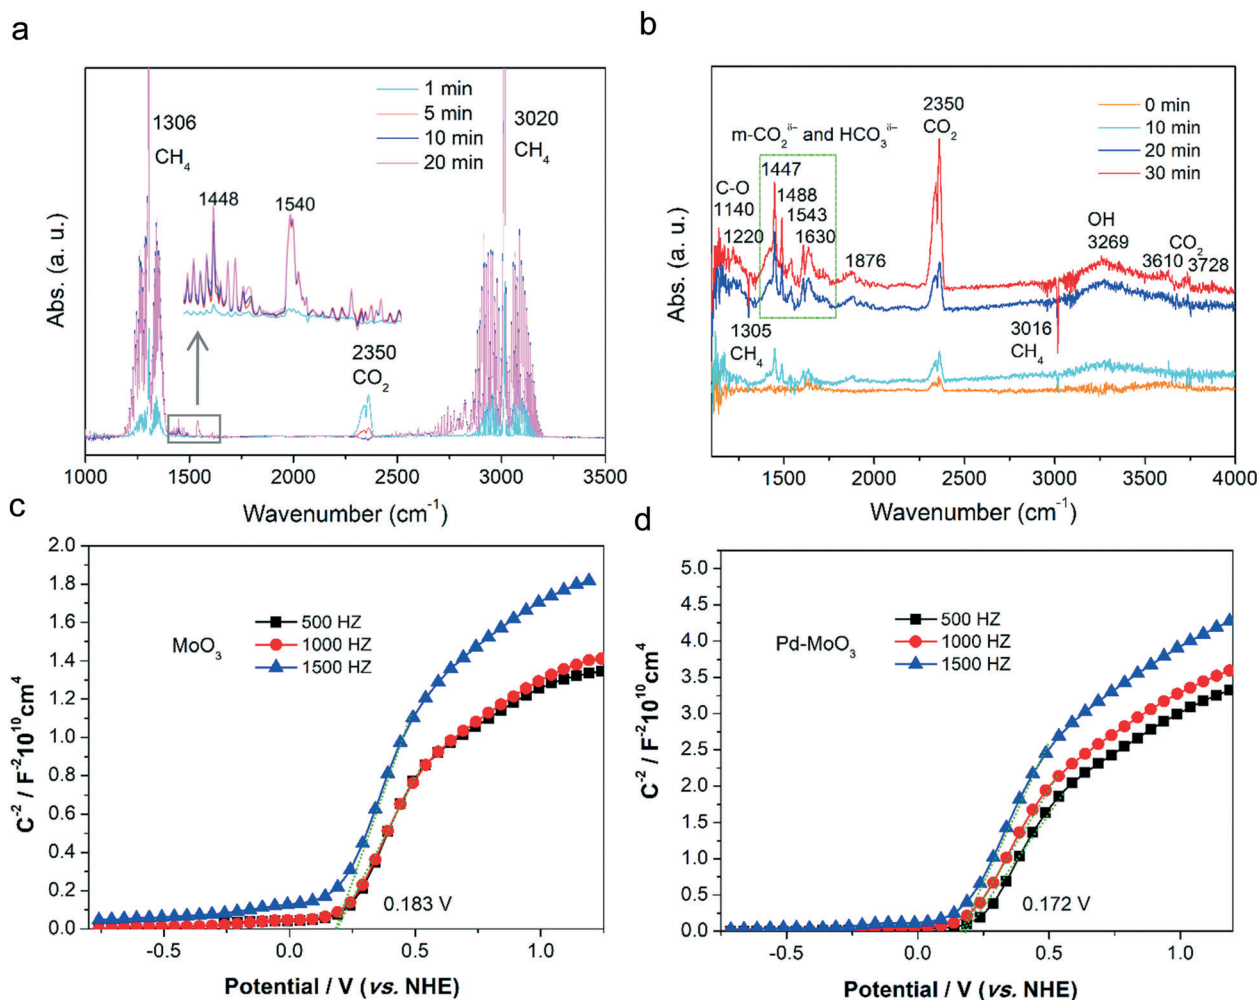 a
1 min
5 min
10 min
20 min
1306
CH₄
3020
CH₄
1448
1540
2350
CO₂
Abs. (a. u.)
1000 1500 2000 2500 3000 3500
Wavenumber (cm⁻¹)
b
0 min
10 min
20 min
30 min
2350
CO₂
m-CO₂ᵟ⁻ and HCO₃ᵟ⁻
1447
1488
1543
1630
C-O
1140
1220
1876
OH
3269
CO₂
3610
3728
1305
CH₄
3016
CH₄
Abs. (a. u.)
1500 2000 2500 3000 3500 4000
Wavenumber (cm⁻¹)
c
2.0
1.8
1.6
1.4
1.2
1.0
0.8
0.6
0.4
0.2
0.0
C⁻² / F⁻²10¹⁰cm⁴
MoO₃
500 HZ
1000 HZ
1500 HZ
0.183 V
-0.5 0.0 0.5 1.0
Potential / V (vs. NHE)
d
5.0
4.5
4.0
3.5
3.0
2.5
2.0
1.5
1.0
0.5
0.0
C⁻² / F⁻²10¹⁰cm⁴
Pd-MoO₃
500 HZ
1000 HZ
1500 HZ
0.172 V
-0.5 0.0 0.5 1.0
Potential / V (vs. NHE)